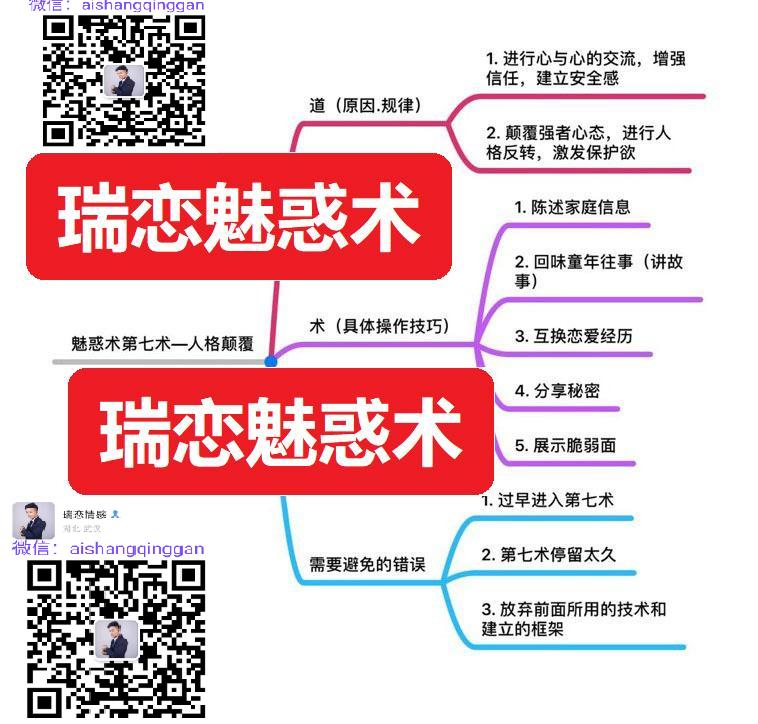 微信：aishangqinggan
瑞恋魅惑术
魅惑术第七术—人格颠覆
道（原因.规律）
1. 进行心与心的交流，增强
信任，建立安全感
2. 颠覆强者心态，进行人
格反转，激发保护欲
术（具体操作技巧）
1. 陈述家庭信息
2. 回味童年往事（讲故
事）
3. 互换恋爱经历
4. 分享秘密
5. 展示脆弱面
瑞恋魅惑术
需要避免的错误
1. 过早进入第七术
2. 第七术停留太久
3. 放弃前面所用的技术和
建立的框架
瑞恋情感
湖北 武汉
微信：aishangqinggan